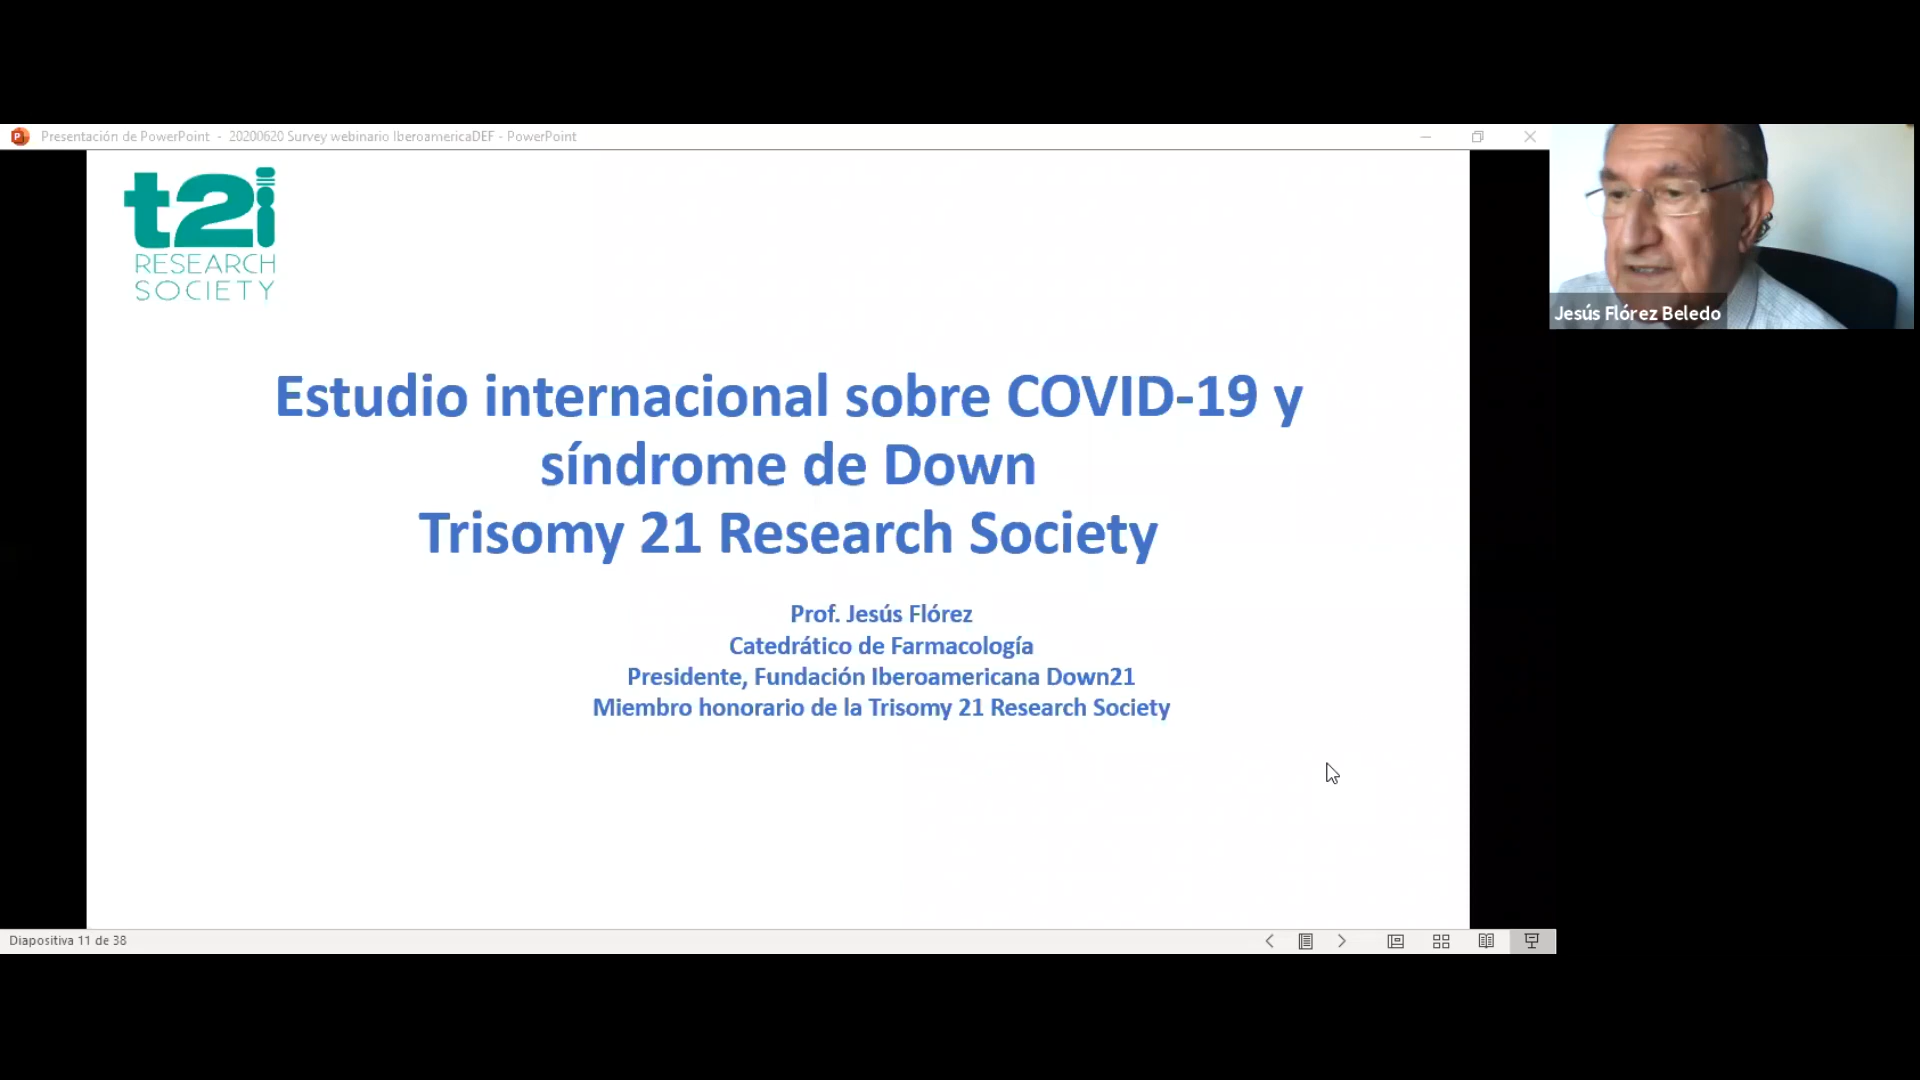 Presentación de PowerPoint - 20200620 Survey webinario IberoamericaDEF - PowerPoint
t2i
RESEARCH
SOCIETY
Jesús Flórez Beledo
Estudio internacional sobre COVID-19 y
síndrome de Down
Trisomy 21 Research Society
Prof. Jesús Flórez
Catedrático de Farmacología
Presidente, Fundación Iberoamericana Down21
Miembro honorario de la Trisomy 21 Research Society
Diapositiva 11 de 38